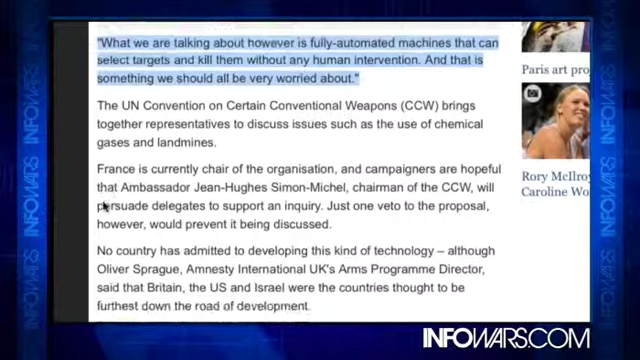 "What we are talking about however is fully-automated machines that can
select targets and kill them without any human intervention. And that is
something we should all be very worried about."
The UN Convention on Certain Conventional Weapons (CCW) brings
together representatives to discuss issues such as the use of chemical
gases and landmines.
France is currently chair of the organisation, and campaigners are hopeful
that Ambassador Jean-Hughes Simon-Michel, chairman of the CCW, will
persuade delegates to support an inquiry. Just one veto to the proposal,
however, would prevent it being discussed.
No country has admitted to developing this kind of technology – although
Oliver Sprague, Amnesty International UK's Arms Programme Director,
said that Britain, the US and Israel were the countries thought to be
furthest down the road of development.
Paris art pro
Rory McIlroy
Caroline Wo
INFOWARS
INFOWARS
INFOWARS
INFOWARS
INFOWARS.COM